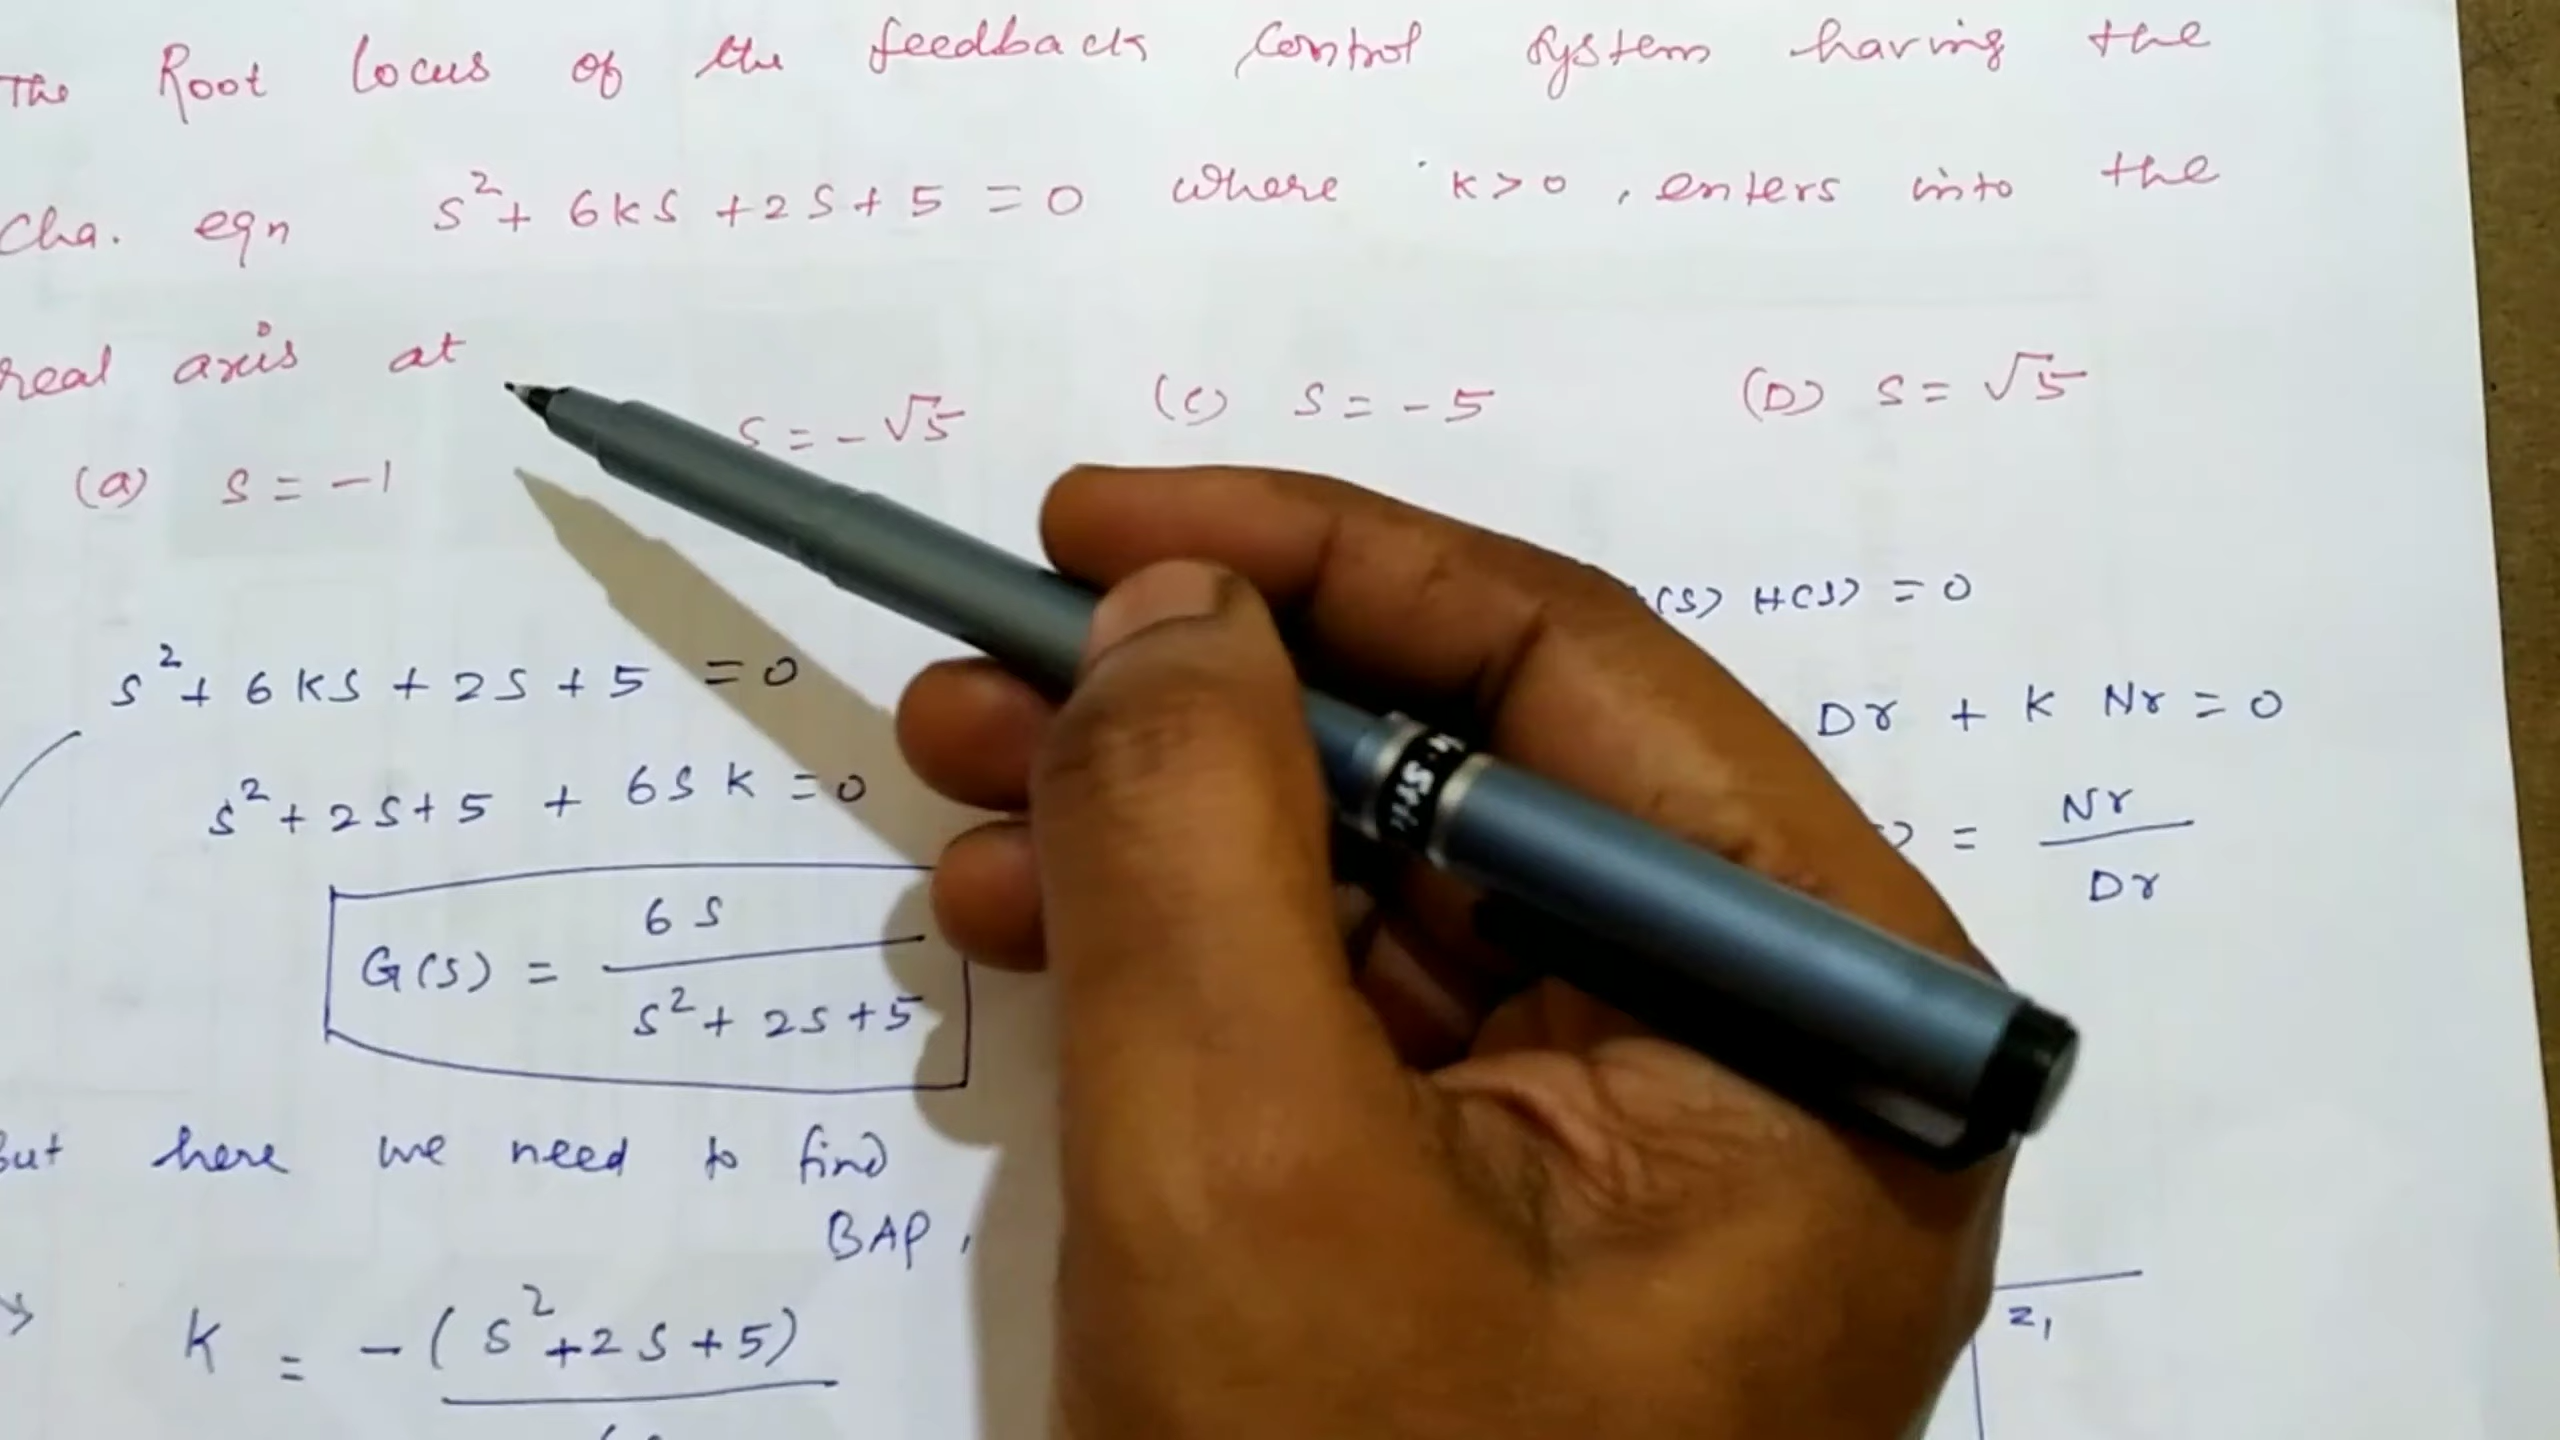 The Root locus of the feedback control system having the
Cha. eqn s²+ 6ks +2s+5 = 0 where k>0, enters into the
real axis at
(a) s = -1 s = -√5 (c) s = -5 (D) s = √5
s²+ 6ks + 2s + 5 = 0
(s) H(s) = 0
s²+2s+5 + 6s k = 0
Dr + k Nr = 0
G(s) = 6s / s²+ 2s+5
= Nr / Dr
But here we need to find
BAP,
k = -(s²+2s+5)
z₁